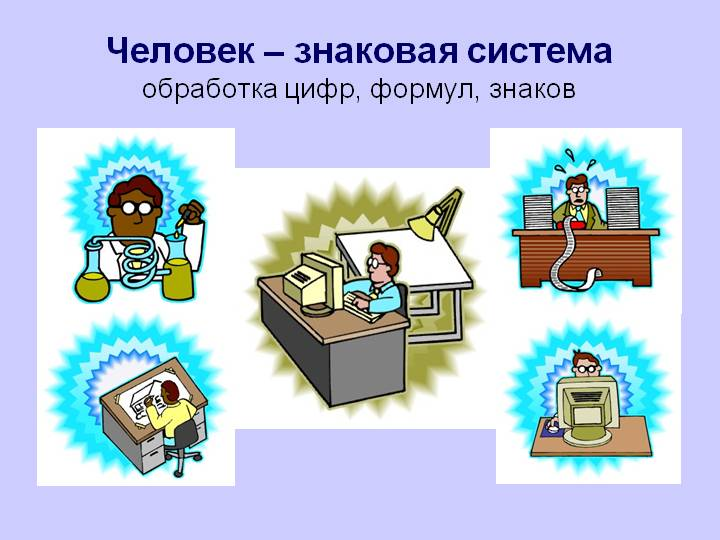 Человек – знаковая система
обработка цифр, формул, знаков